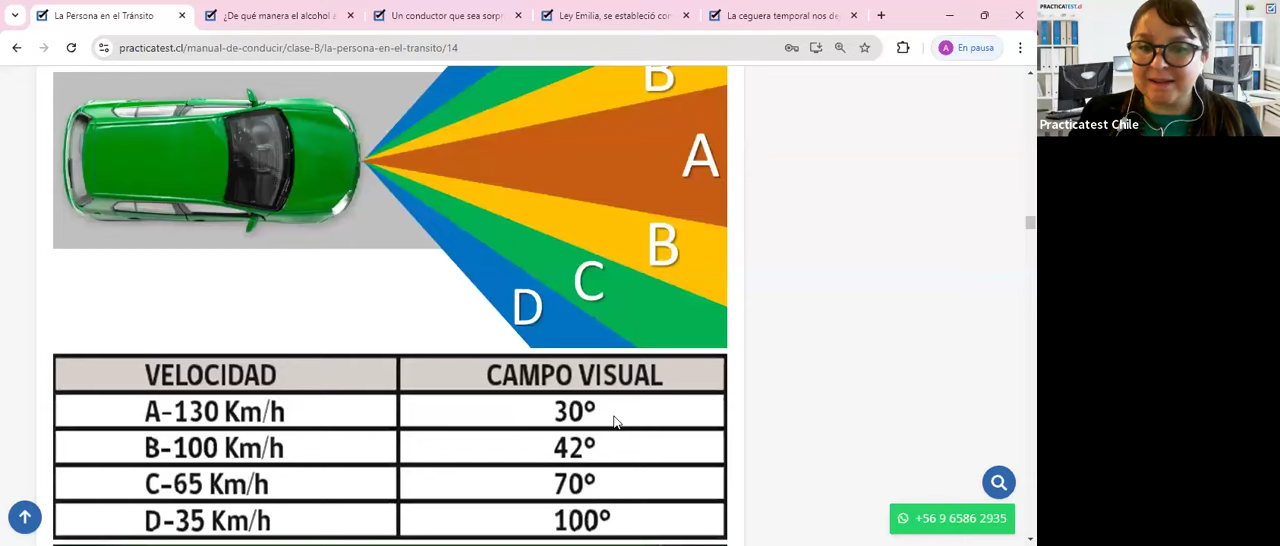 La Persona en el Tránsito
¿De qué manera el alcohol a
Un conductor que sea sorpr
Ley Emilia, se estableció cor
La ceguera temporal nos de
practicatest.cl/manual-de-conducir/clase-B/la-persona-en-el-transito/14
A
En pausa
PRACTICATEST.cl
Practicatest Chile
B
A
B
C
D
VELOCIDAD CAMPO VISUAL
A-130 Km/h 30°
B-100 Km/h 42°
C-65 Km/h 70°
D-35 Km/h 100°
+56 9 6586 2935